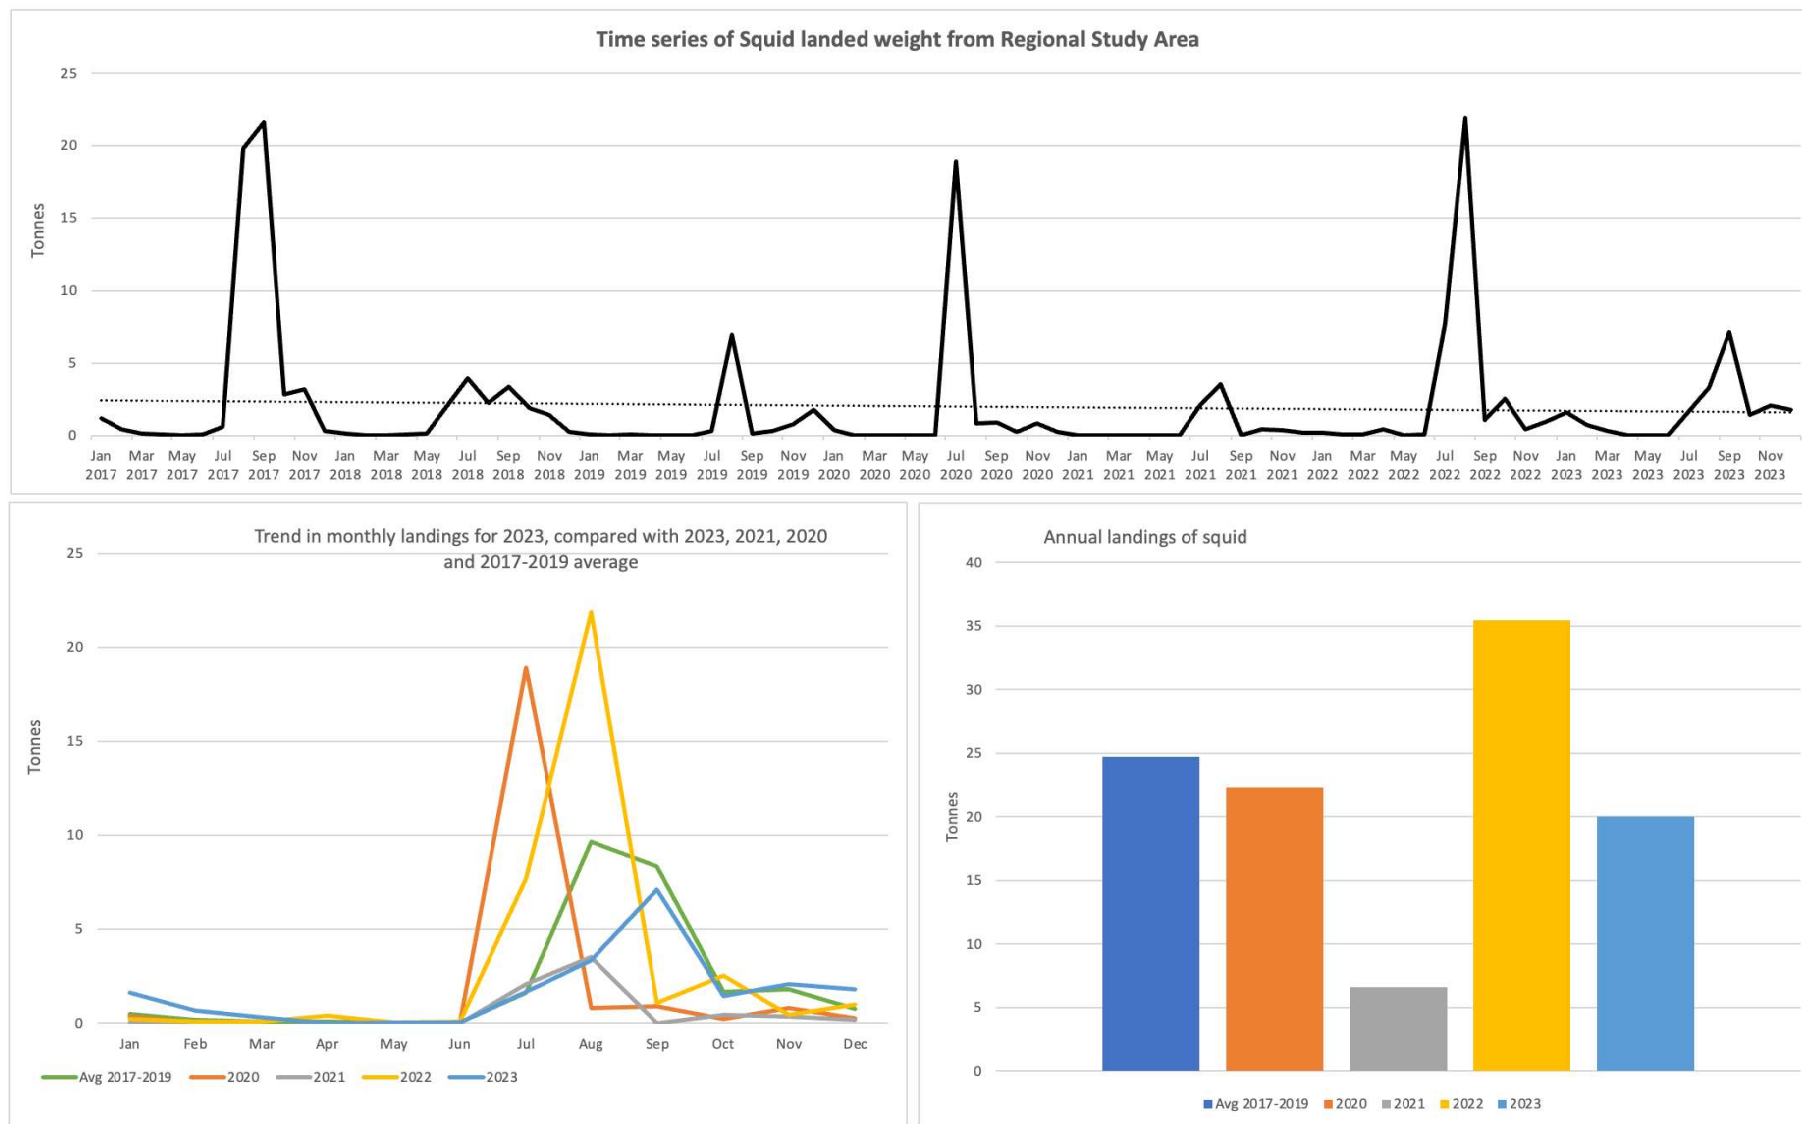 Time series of Squid landed weight from Regional Study Area
25
20
15
10
5
0
Tonnes
Jan Mar May Jul Sep Nov Jan Mar May Jul Sep Nov Jan Mar May Jul Sep Nov Jan Mar May Jul Sep Nov Jan Mar May Jul Sep Nov Jan Mar May Jul Sep Nov Jan Mar May Jul Sep Nov
2017 2017 2017 2017 2017 2017 2018 2018 2018 2018 2018 2018 2019 2019 2019 2019 2019 2019 2020 2020 2020 2020 2020 2020 2021 2021 2021 2021 2021 2021 2022 2022 2022 2022 2022 2022 2023 2023 2023 2023 2023 2023
Trend in monthly landings for 2023, compared with 2023, 2021, 2020
and 2017-2019 average
25
20
15
10
5
0
Tonnes
Jan Feb Mar Apr May Jun Jul Aug Sep Oct Nov Dec
Avg 2017-2019 2020 2021 2022 2023
Annual landings of squid
40
35
30
25
20
15
10
5
0
Tonnes
Avg 2017-2019 2020 2021 2022 2023